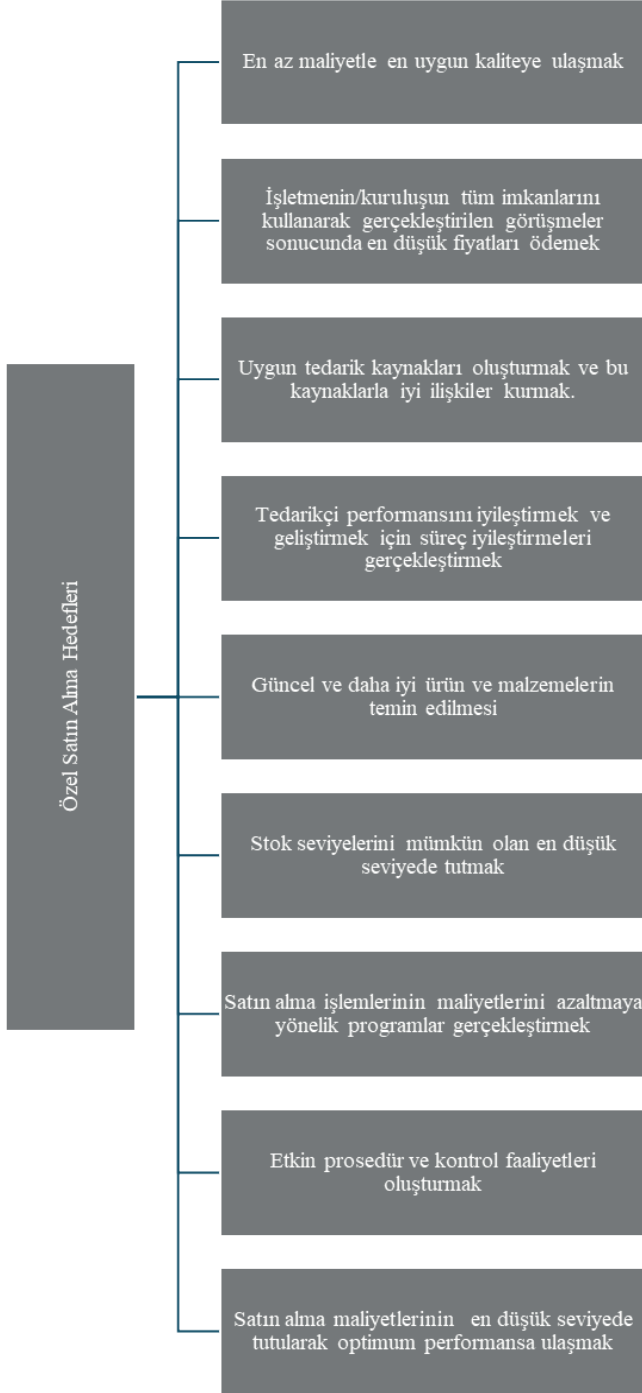 Özel Satın Alma Hedefleri
En az maliyetle en uygun kaliteye ulaşmak
İşletmenin/kuruluşun tüm imkanlarını
kullanarak gerçekleştirilen görüşmeler
sonucunda en düşük fiyatları ödemek
Uygun tedarik kaynakları oluşturmak ve bu
kaynaklarla iyi ilişkiler kurmak.
Tedarikçi performansını iyileştirmek ve
geliştirmek için süreç iyileştirmeleri
gerçekleştirmek
Güncel ve daha iyi ürün ve malzemelerin
temin edilmesi
Stok seviyelerini mümkün olan en düşük
seviyede tutmak
Satın alma işlemlerinin maliyetlerini azaltmaya
yönelik programlar gerçekleştirmek
Etkin prosedür ve kontrol faaliyetleri
oluşturmak
Satın alma maliyetlerinin en düşük seviyede
tutularak optimum performansa ulaşmak